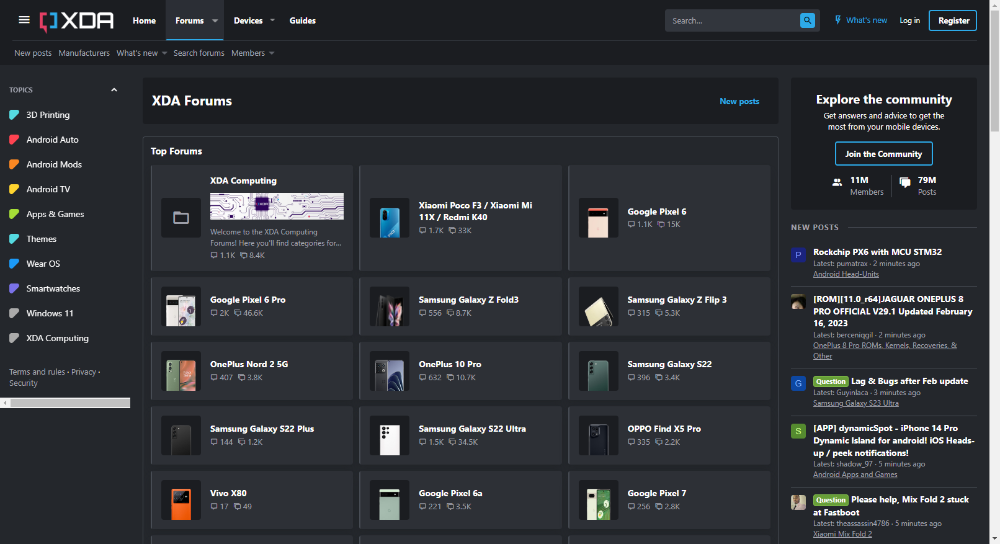 XDA
Home
Forums
Devices
Guides
Search...
What's new
Log in
Register
New posts
Manufacturers
What's new
Search forums
Members
TOPICS
3D Printing
Android Auto
Android Mods
Android TV
Apps & Games
Themes
Wear OS
Smartwatches
Windows 11
XDA Computing
Terms and rules · Privacy ·
Security
XDA Forums
New posts
Top Forums
XDA Computing
XDA
Welcome to the XDA Computing
Forums! Here you'll find categories for...
1.1K 8.4K
Xiaomi Poco F3 / Xiaomi Mi
11X / Redmi K40
1.7K 33K
Google Pixel 6
1.1K 15K
Google Pixel 6 Pro
2K 46.6K
Samsung Galaxy Z Fold3
556 8.7K
Samsung Galaxy Z Flip 3
315 5.3K
OnePlus Nord 2 5G
407 3.8K
OnePlus 10 Pro
632 10.7K
Samsung Galaxy S22
396 3.4K
Samsung Galaxy S22 Plus
144 1.2K
Samsung Galaxy S22 Ultra
1.5K 34.5K
OPPO Find X5 Pro
335 2.2K
Vivo X80
17 49
Google Pixel 6a
221 3.5K
Google Pixel 7
256 2.8K
Explore the community
Get answers and advice to get the
most from your mobile devices.
Join the Community
11M
Members
79M
Posts
NEW POSTS
P
Rockchip PX6 with MCU STM32
Latest: pumatrax · 2 minutes ago
Android Head-Units
[ROM][11.0_r64]JAGUAR ONEPLUS 8
PRO OFFICIAL V29.1 Updated February
16, 2023
Latest: berceniqgil · 2 minutes ago
OnePlus 8 Pro ROMs, Kernels, Recoveries, &
Other
G
Question Lag & Bugs after Feb update
Latest: Guyinlaca · 3 minutes ago
Samsung Galaxy S23 Ultra
S
[APP] dynamicSpot - iPhone 14 Pro
Dynamic Island for android! iOS Heads-
up / peek notifications!
Latest: shadow_97 · 5 minutes ago
Android Apps and Games
Question Please help, Mix Fold 2 stuck
at Fastboot
Latest: theassassin4786 · 5 minutes ago
Xiaomi Mix Fold 2